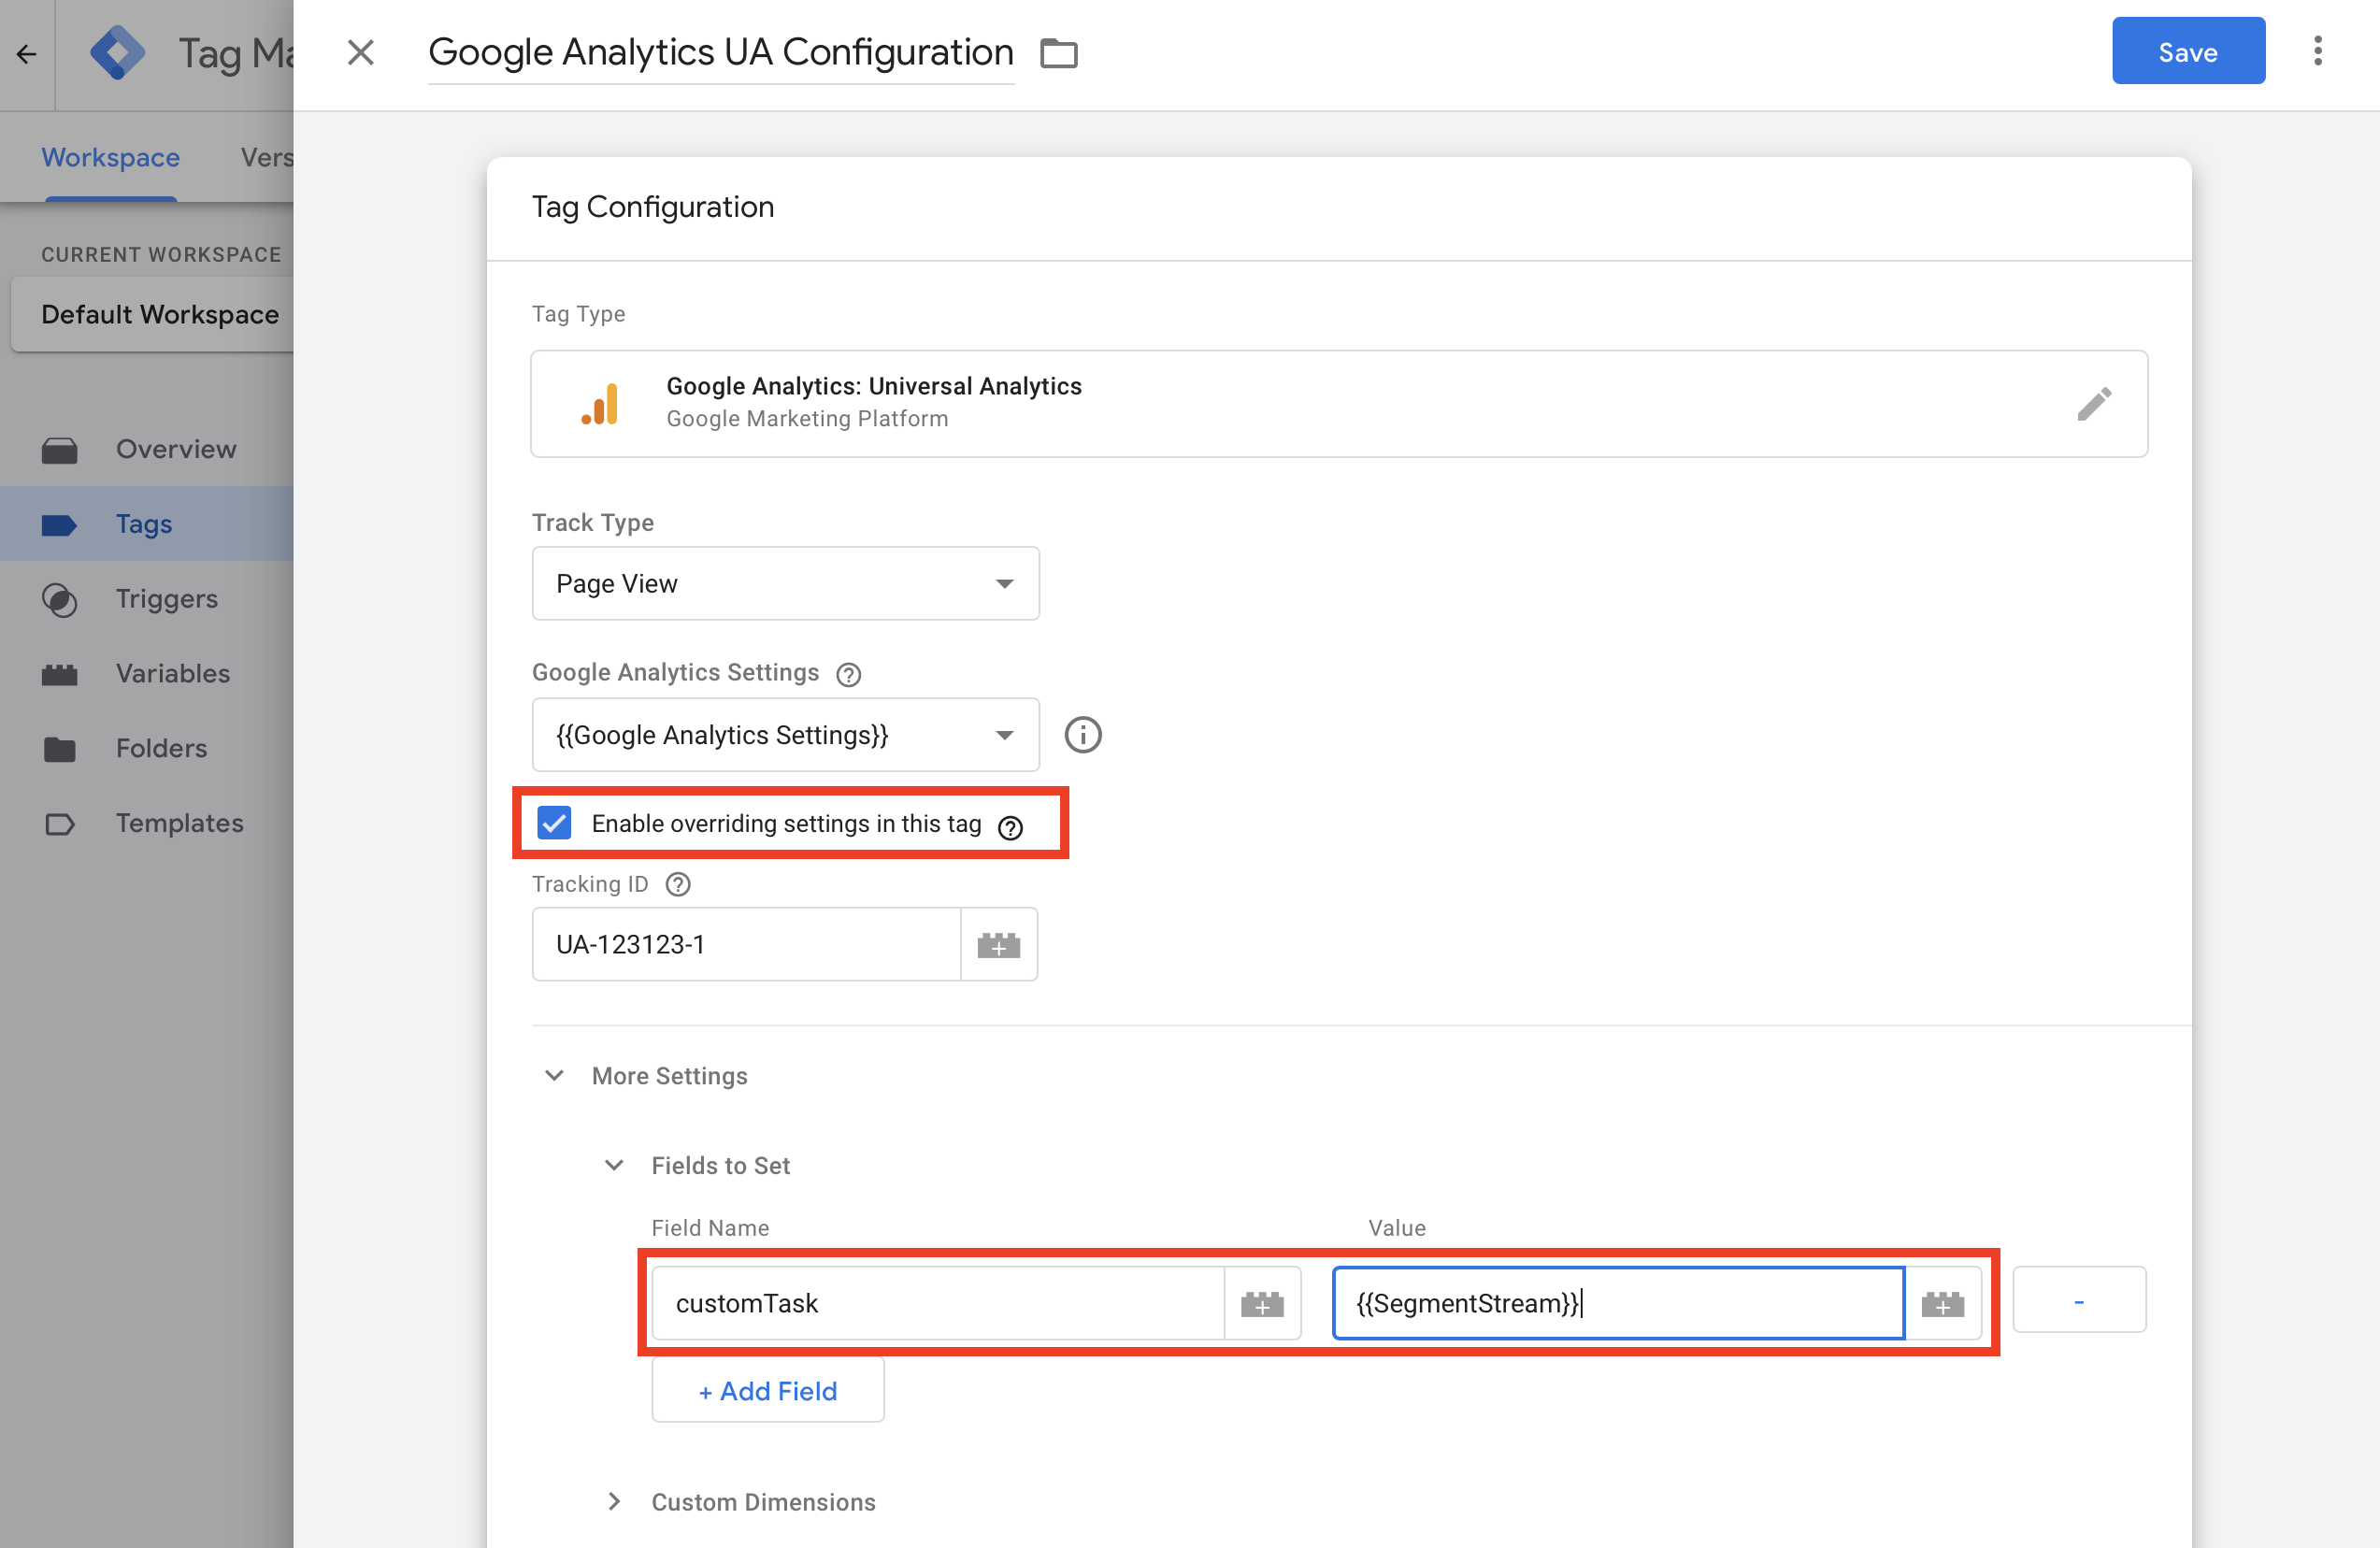 Tag Ma
Google Analytics UA Configuration
Save
Workspace
Vers
CURRENT WORKSPACE
Default Workspace
Overview
Tags
Triggers
Variables
Folders
Templates
Tag Configuration
Tag Type
Google Analytics: Universal Analytics
Google Marketing Platform
Track Type
Page View
Google Analytics Settings
{{Google Analytics Settings}}
Enable overriding settings in this tag
Tracking ID
UA-123123-1
More Settings
Fields to Set
Field Name
Value
customTask
{{SegmentStream}}
-
+ Add Field
Custom Dimensions